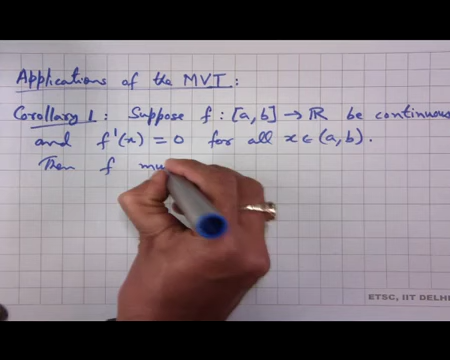 Applications of the MVT :
Corollary 1 : Suppose f : [a, b] → ℝ be continuous
and f'(x) = 0 for all x ∈ (a, b).
Then f mu
ETSC, IIT DELHI